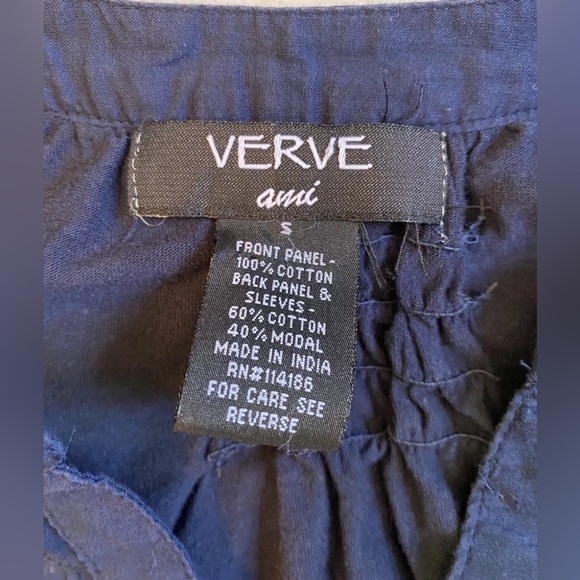 VERVE
ami
S
FRONT PANEL-
100% COTTON
BACK PANEL &
SLEEVES-
60% COTTON
40% MODAL
MADE IN INDIA
RN#114186
FOR CARE SEE
REVERSE